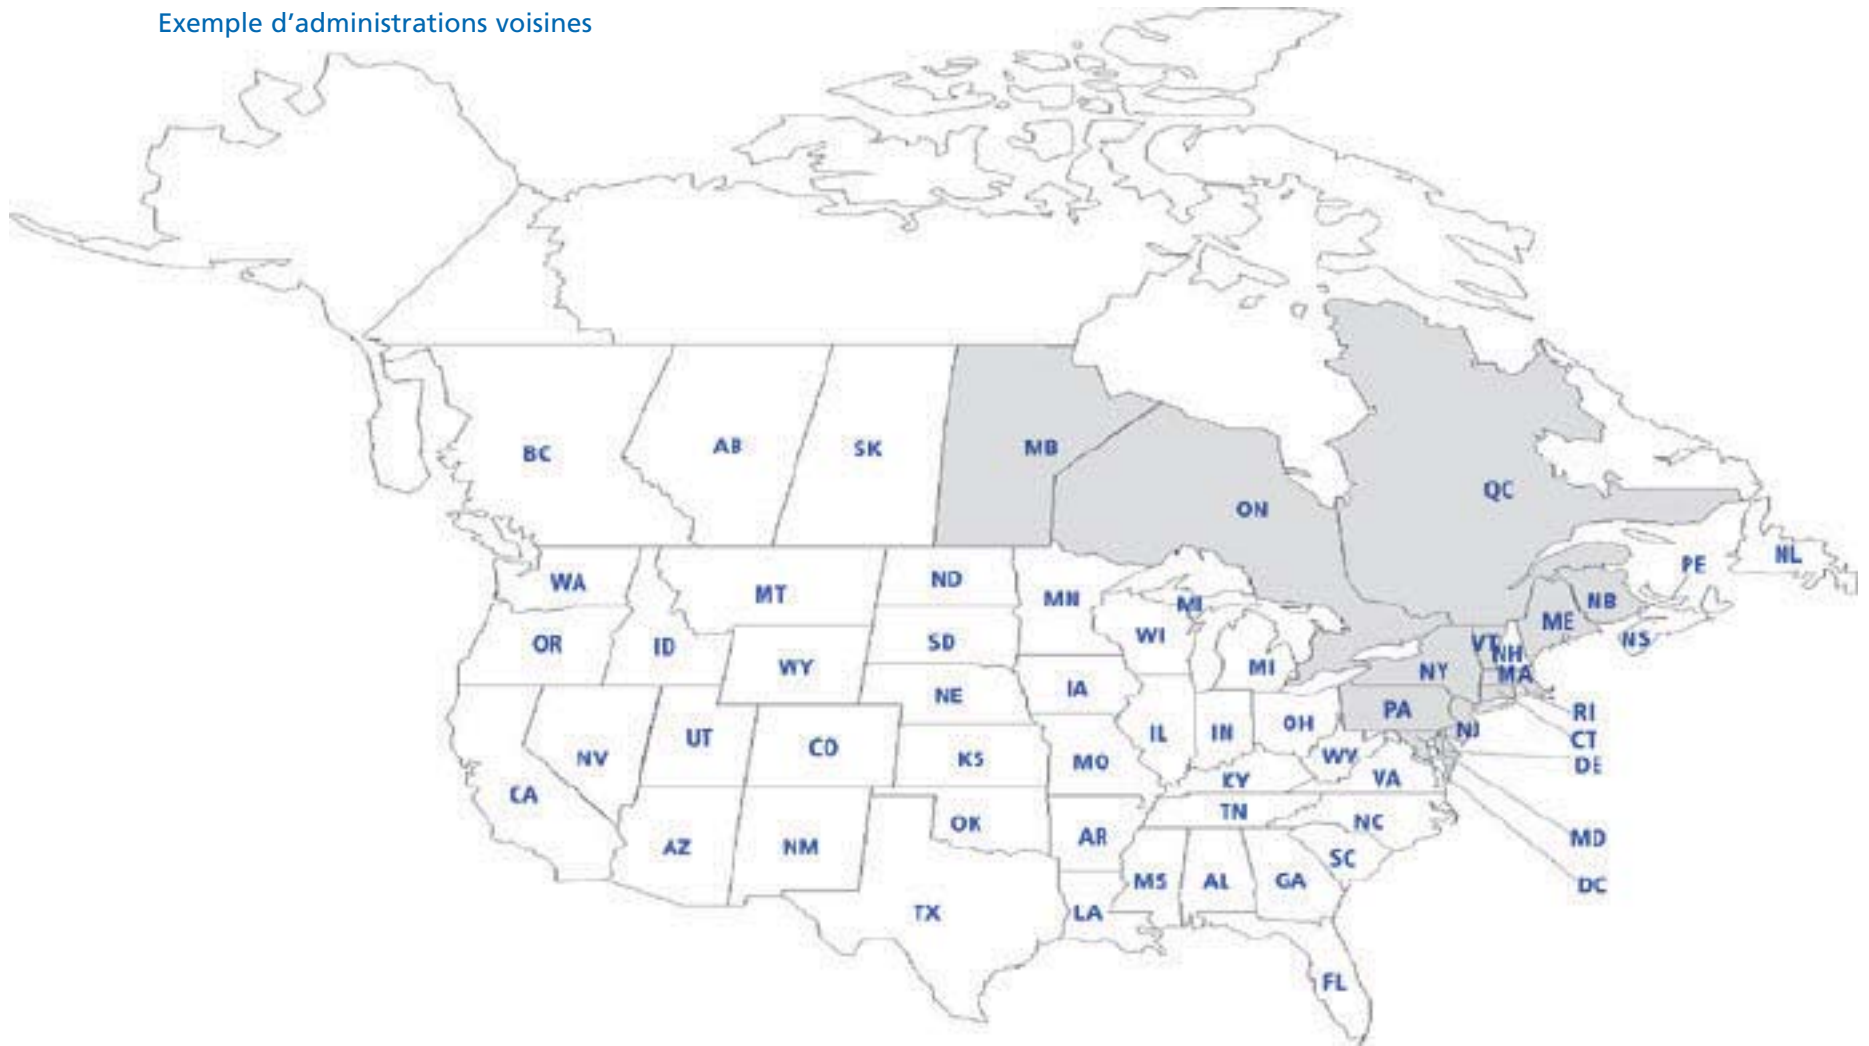 Exemple d'administrations voisines
BC
AB
SK
MB
ON
QC
NL
PE
NB
NS
WA
MT
ND
MN
MI
ME
OR
ID
WY
SD
WI
MI
NY
VT
NH
MA
NE
IA
PA
RI
NV
UT
CO
KS
MO
IL
IN
OH
WV
NJ
CT
DE
CA
KY
VA
AZ
NM
OK
AR
TN
NC
MD
TX
LA
MS
AL
GA
SC
DC
FL